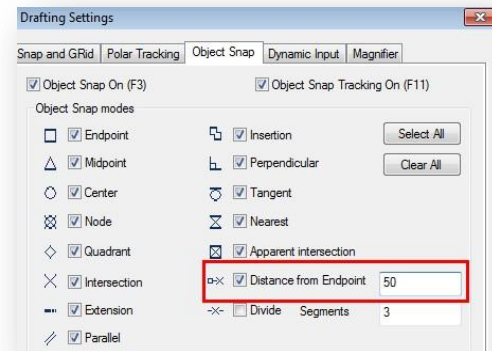 Drafting Settings
Snap and GRid Polar Tracking Object Snap Dynamic Input Magnifier
Object Snap On (F3) Object Snap Tracking On (F11)
Object Snap modes
Endpoint Insertion Select All
Midpoint Perpendicular Clear All
Center Tangent
Node Nearest
Quadrant Apparent intersection
Intersection Distance from Endpoint 50
Extension Divide Segments 3
Parallel